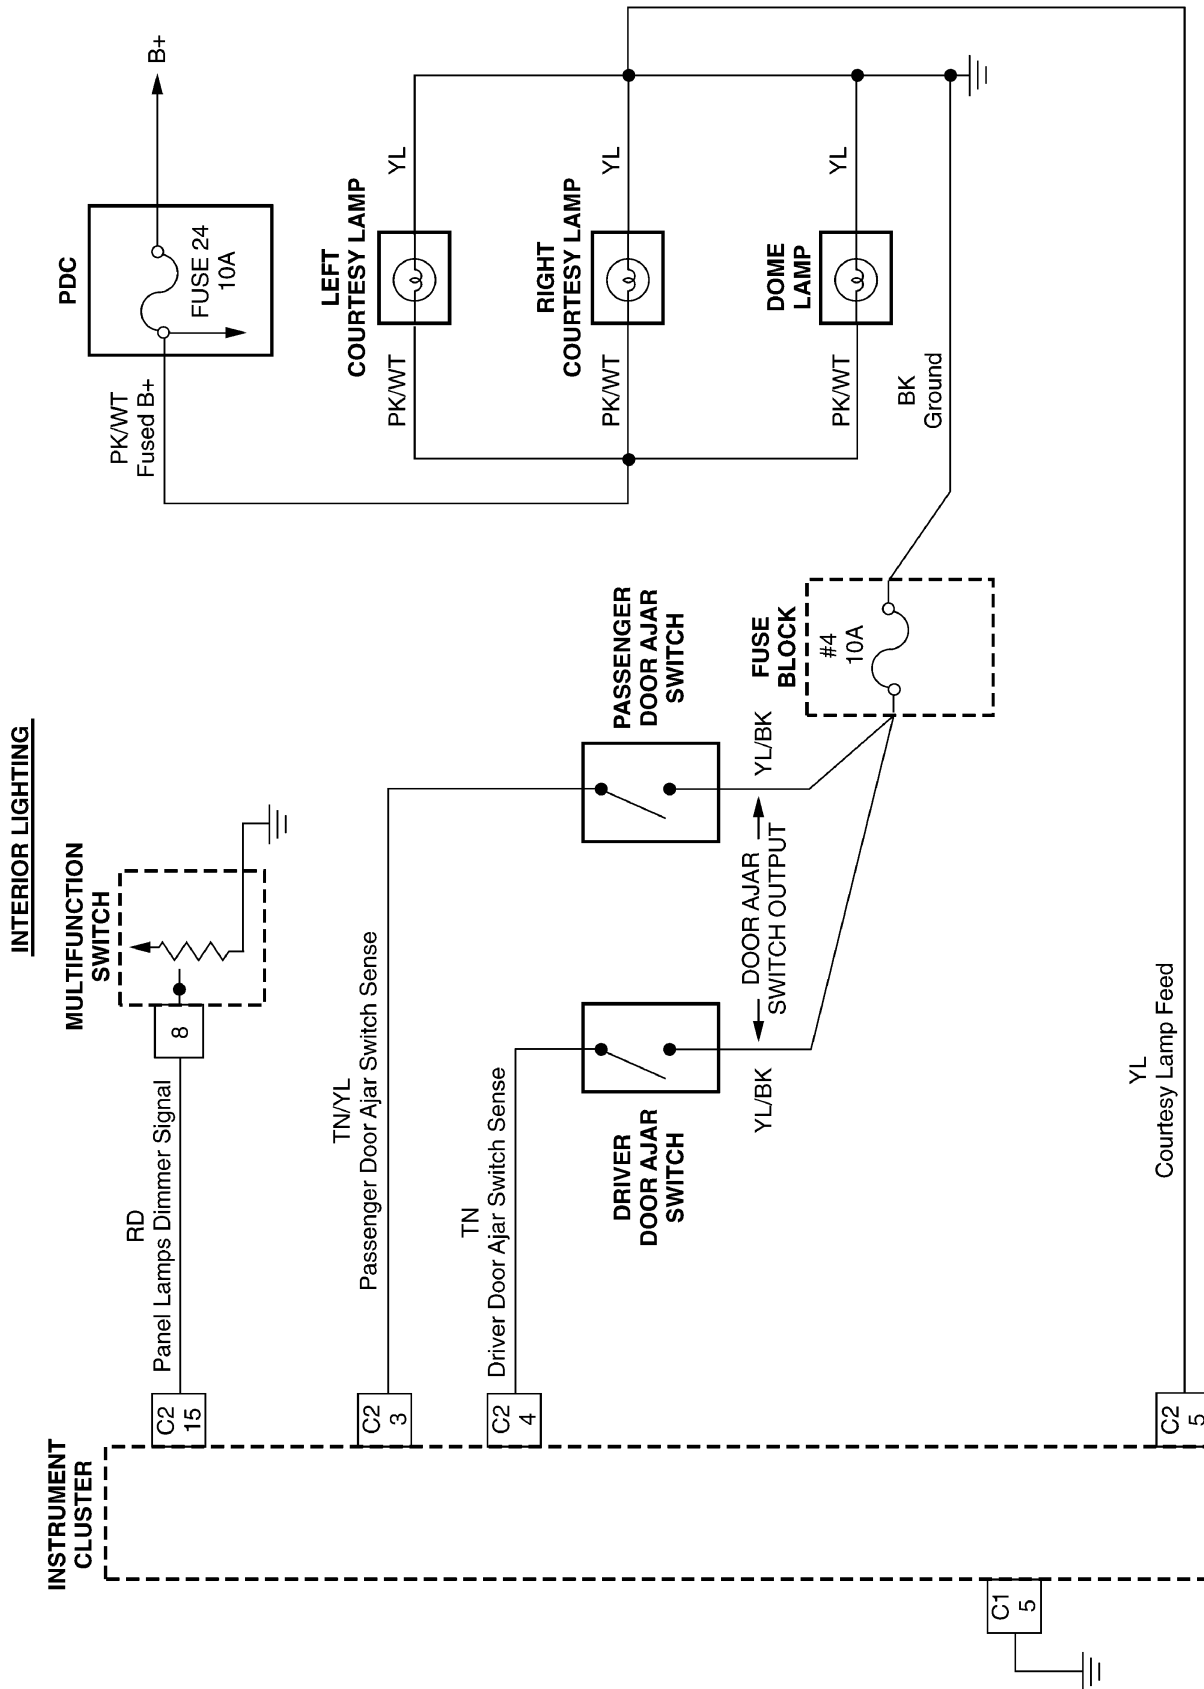 INTERIOR LIGHTING
INSTRUMENT
CLUSTER
MULTIFUNCTION
SWITCH
PDC
B+
FUSE 24
10A
PK/WT
Fused B+
8
RD
Panel Lamps Dimmer Signal
C2
15
TN/YL
Passenger Door Ajar Switch Sense
C2
3
TN
Driver Door Ajar Switch Sense
C2
4
LEFT
COURTESY LAMP
PK/WT
YL
RIGHT
COURTESY LAMP
PK/WT
YL
DOME
LAMP
PK/WT
YL
PASSENGER
DOOR AJAR
SWITCH
DRIVER
DOOR AJAR
SWITCH
YL/BK
DOOR AJAR
SWITCH OUTPUT
YL/BK
FUSE
BLOCK
#4
10A
BK
Ground
YL
Courtesy Lamp Feed
C2
5
C1
5